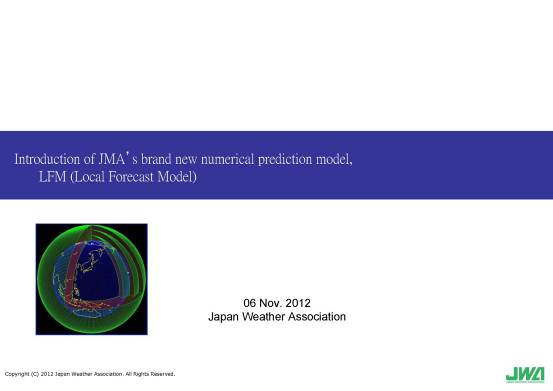 Introduction of JMA’s brand new numerical prediction model,
LFM (Local Forecast Model)
06 Nov. 2012
Japan Weather Association
Copyright (C) 2012 Japan Weather Association. All Rights Reserved.
JWA